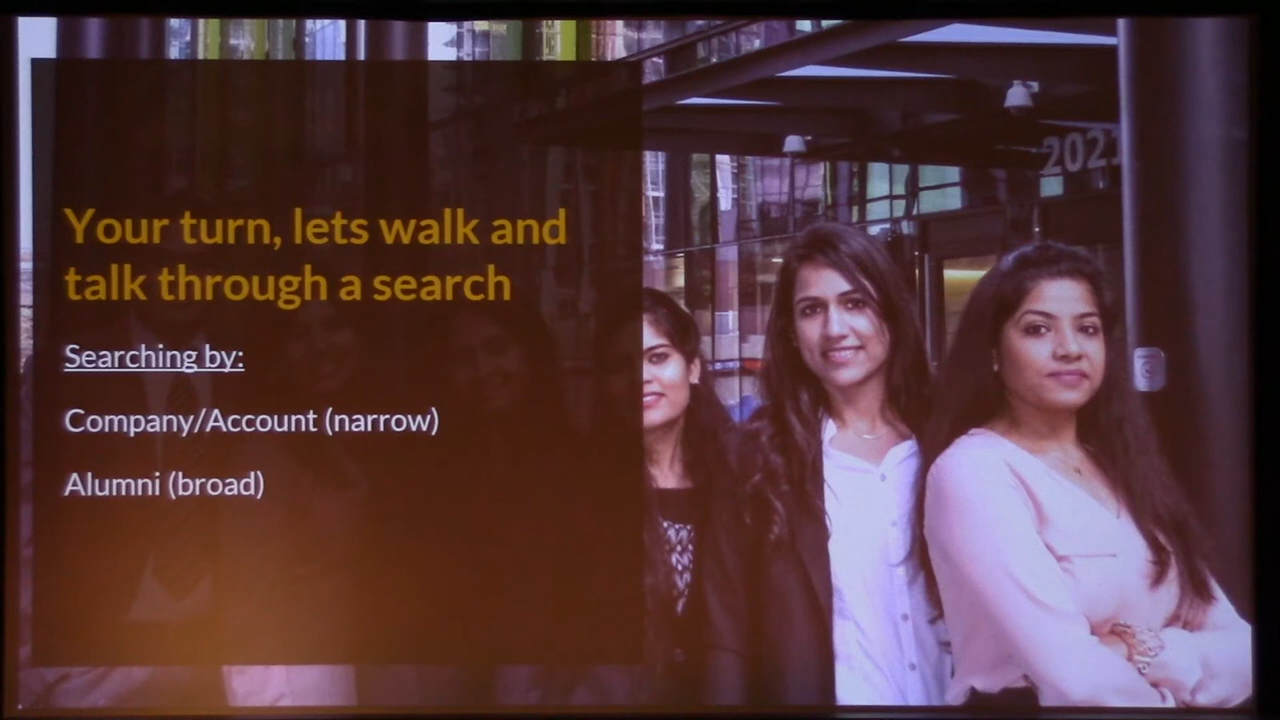 2021
Your turn, lets walk and
talk through a search
Searching by:
Company/Account (narrow)
Alumni (broad)